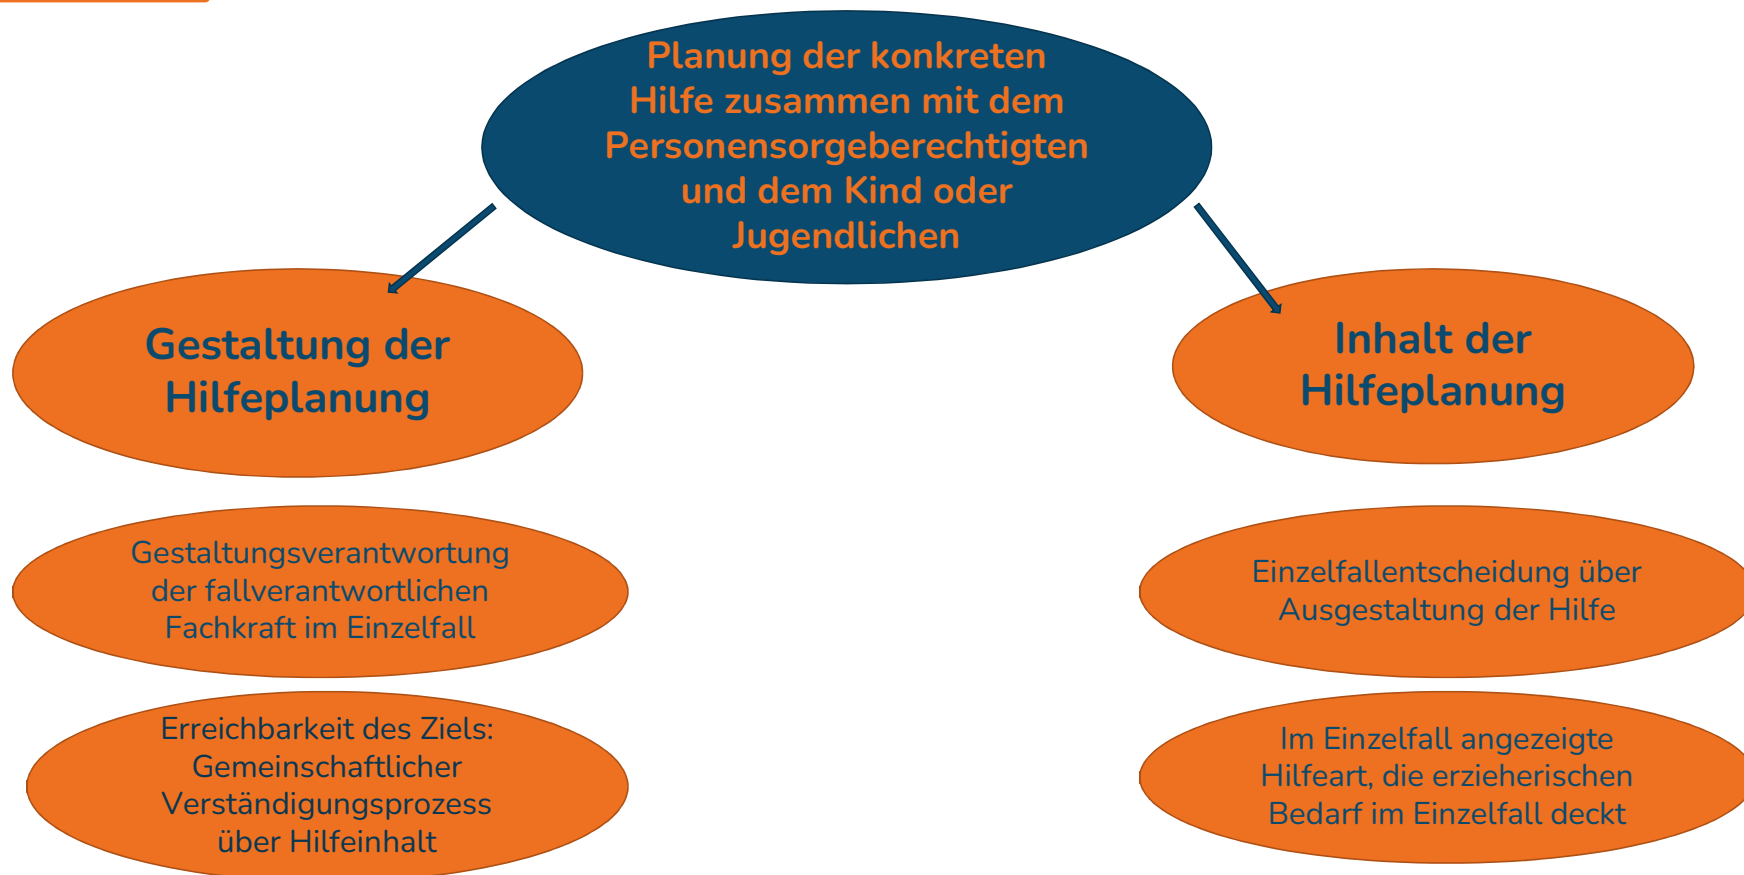 Planung der konkreten
Hilfe zusammen mit dem
Personensorgeberechtigten
und dem Kind oder
Jugendlichen
Gestaltung der
Hilfeplanung
Inhalt der
Hilfeplanung
Gestaltungsverantwortung
der fallverantwortlichen
Fachkraft im Einzelfall
Einzelfallentscheidung über
Ausgestaltung der Hilfe
Erreichbarkeit des Ziels:
Gemeinschaftlicher
Verständigungsprozess
über Hilfeinhalt
Im Einzelfall angezeigte
Hilfeart, die erzieherischen
Bedarf im Einzelfall deckt